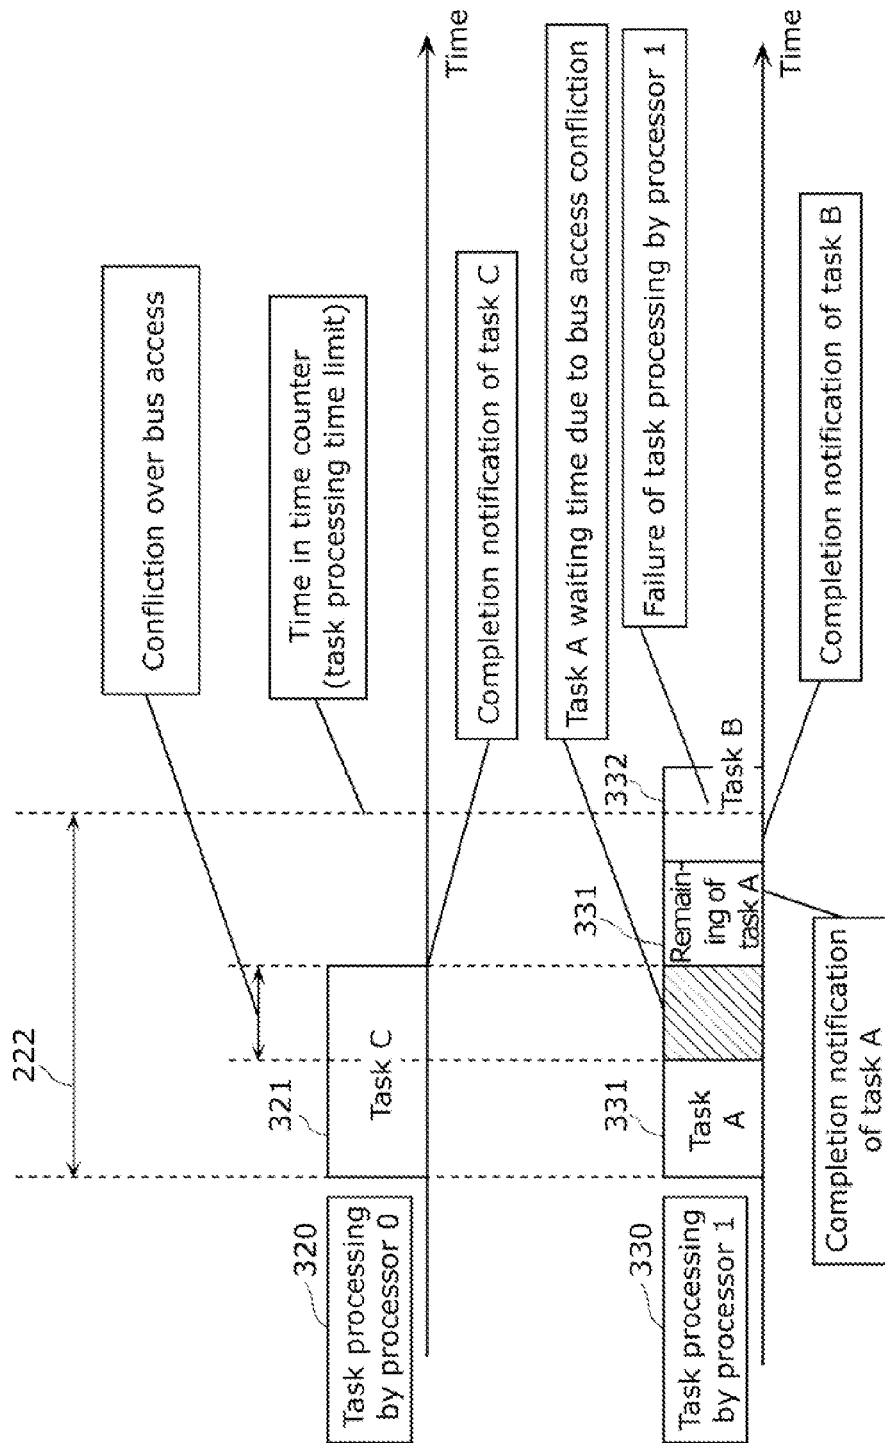 222
Confliction over bus access
Time in time counter
(task processing time limit)
320
Task processing
by processor 0
321
Task C
Time
Completion notification of task C
Task A waiting time due to bus access confliction
Failure of task processing by processor 1
330
Task processing
by processor 1
331
Task
A
331
Remain-
ing of
task A
332
Task B
Time
Completion notification
of task A
Completion notification of task B